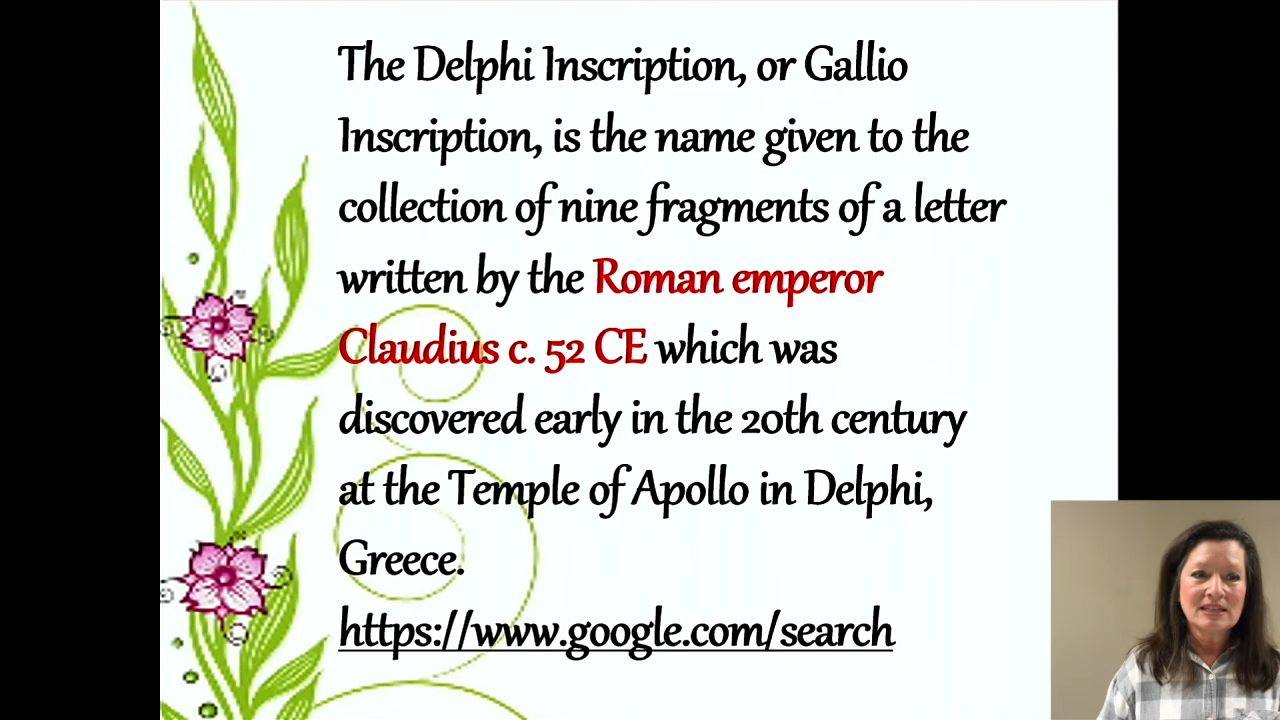 The Delphi Inscription, or Gallio
Inscription, is the name given to the
collection of nine fragments of a letter
written by the Roman emperor
Claudius c. 52 CE which was
discovered early in the 20th century
at the Temple of Apollo in Delphi,
Greece.
https://www.google.com/search